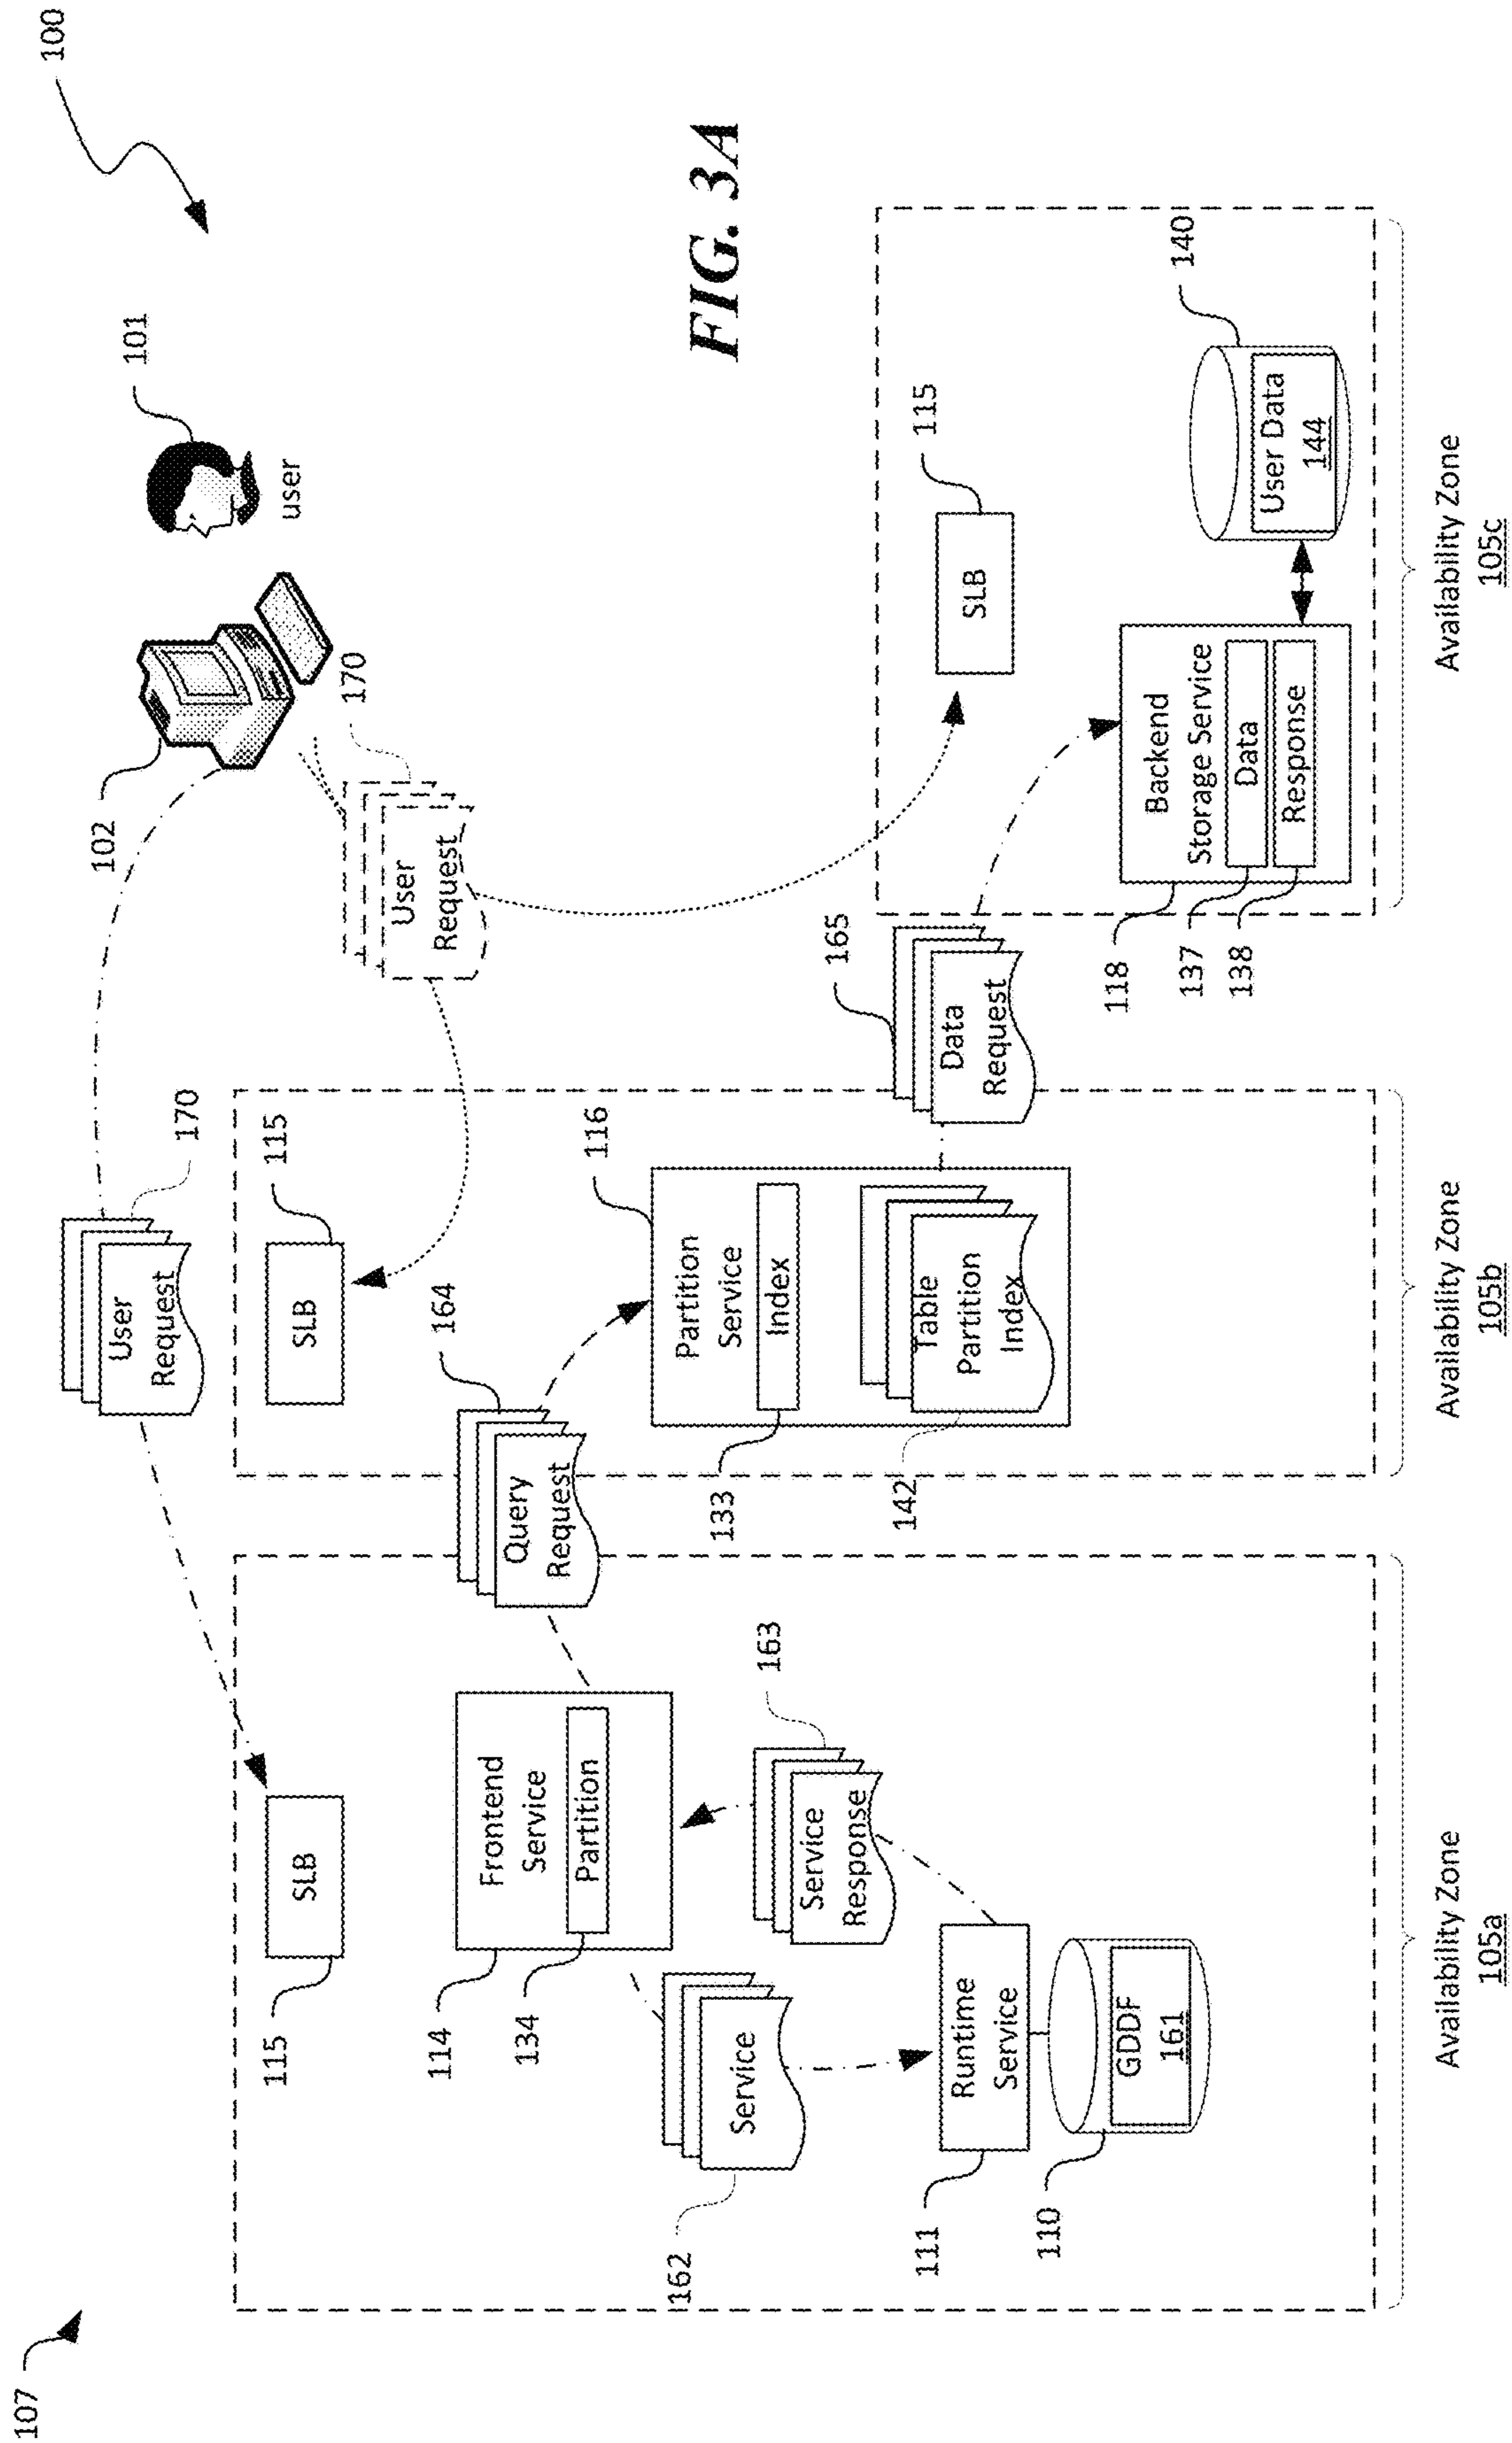 107
100
101
user
102
User
Request
170
User
Request
170
FIG. 3A
SLB
115
Frontend
Service
Partition
114
134
Service
162
Service
Response
163
Runtime
Service
111
GDDF
161
110
Availability Zone
105a
Query
Request
164
SLB
115
Partition
Service
Index
116
133
Table
Partition
Index
142
Availability Zone
105b
Data
Request
165
SLB
115
Backend
Storage Service
Data
Response
118
137
138
User Data
144
140
Availability Zone
105c